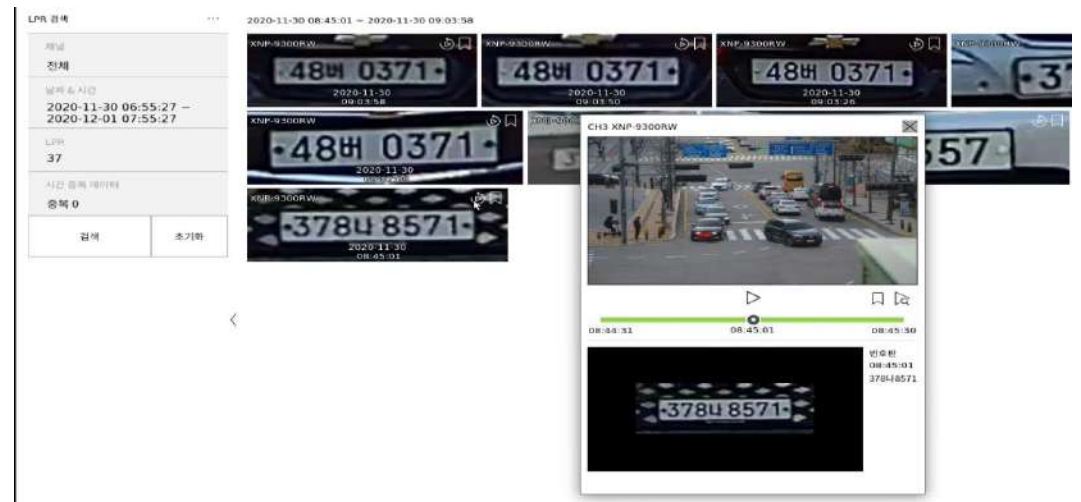 LPR 검색 ...
2020-11-30 08:45:01 ~ 2020-11-30 09:03:58
채널
전체
날짜 & 시간
2020-11-30 06:55:27 ~
2020-12-01 07:55:27
LPR
37
시간 중복 데이터
중복 0
검색 초기화
XNP-9300RW
48버 0371
2020-11-30
09:03:58
XNP-9300RW
48버 0371
2020-11-30
09:03:50
XNP-9300RW
48버 0371
2020-11-30
09:03:26
XNP-9300RW
37
XNP-9300RW
48버 0371
2020-11-30
357
XNP-9300RW
378나 8571
2020-11-30
08:45:01
CH3 XNP-9300RW
08:44:31 08:45:01 08:45:30
번호판
08:45:01
378나8571
378나 8571